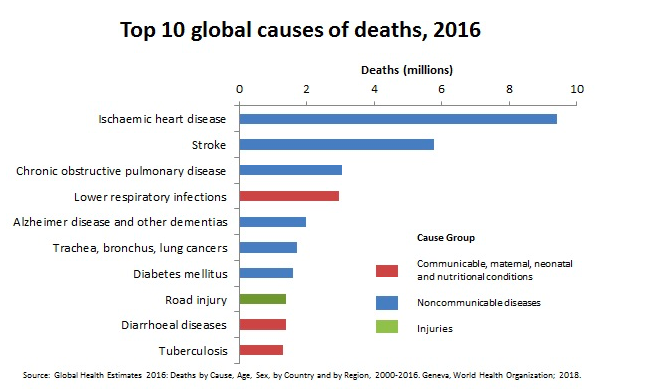 Top 10 global causes of deaths, 2016
Deaths (millions)
0 2 4 6 8 10
Ischaemic heart disease
Stroke
Chronic obstructive pulmonary disease
Lower respiratory infections
Alzheimer disease and other dementias
Trachea, bronchus, lung cancers
Diabetes mellitus
Road injury
Diarrhoeal diseases
Tuberculosis
Cause Group
Communicable, maternal, neonatal
and nutritional conditions
Noncommunicable diseases
Injuries
Source: Global Health Estimates 2016: Deaths by Cause, Age, Sex, by Country and by Region, 2000-2016. Geneva, World Health Organization; 2018.